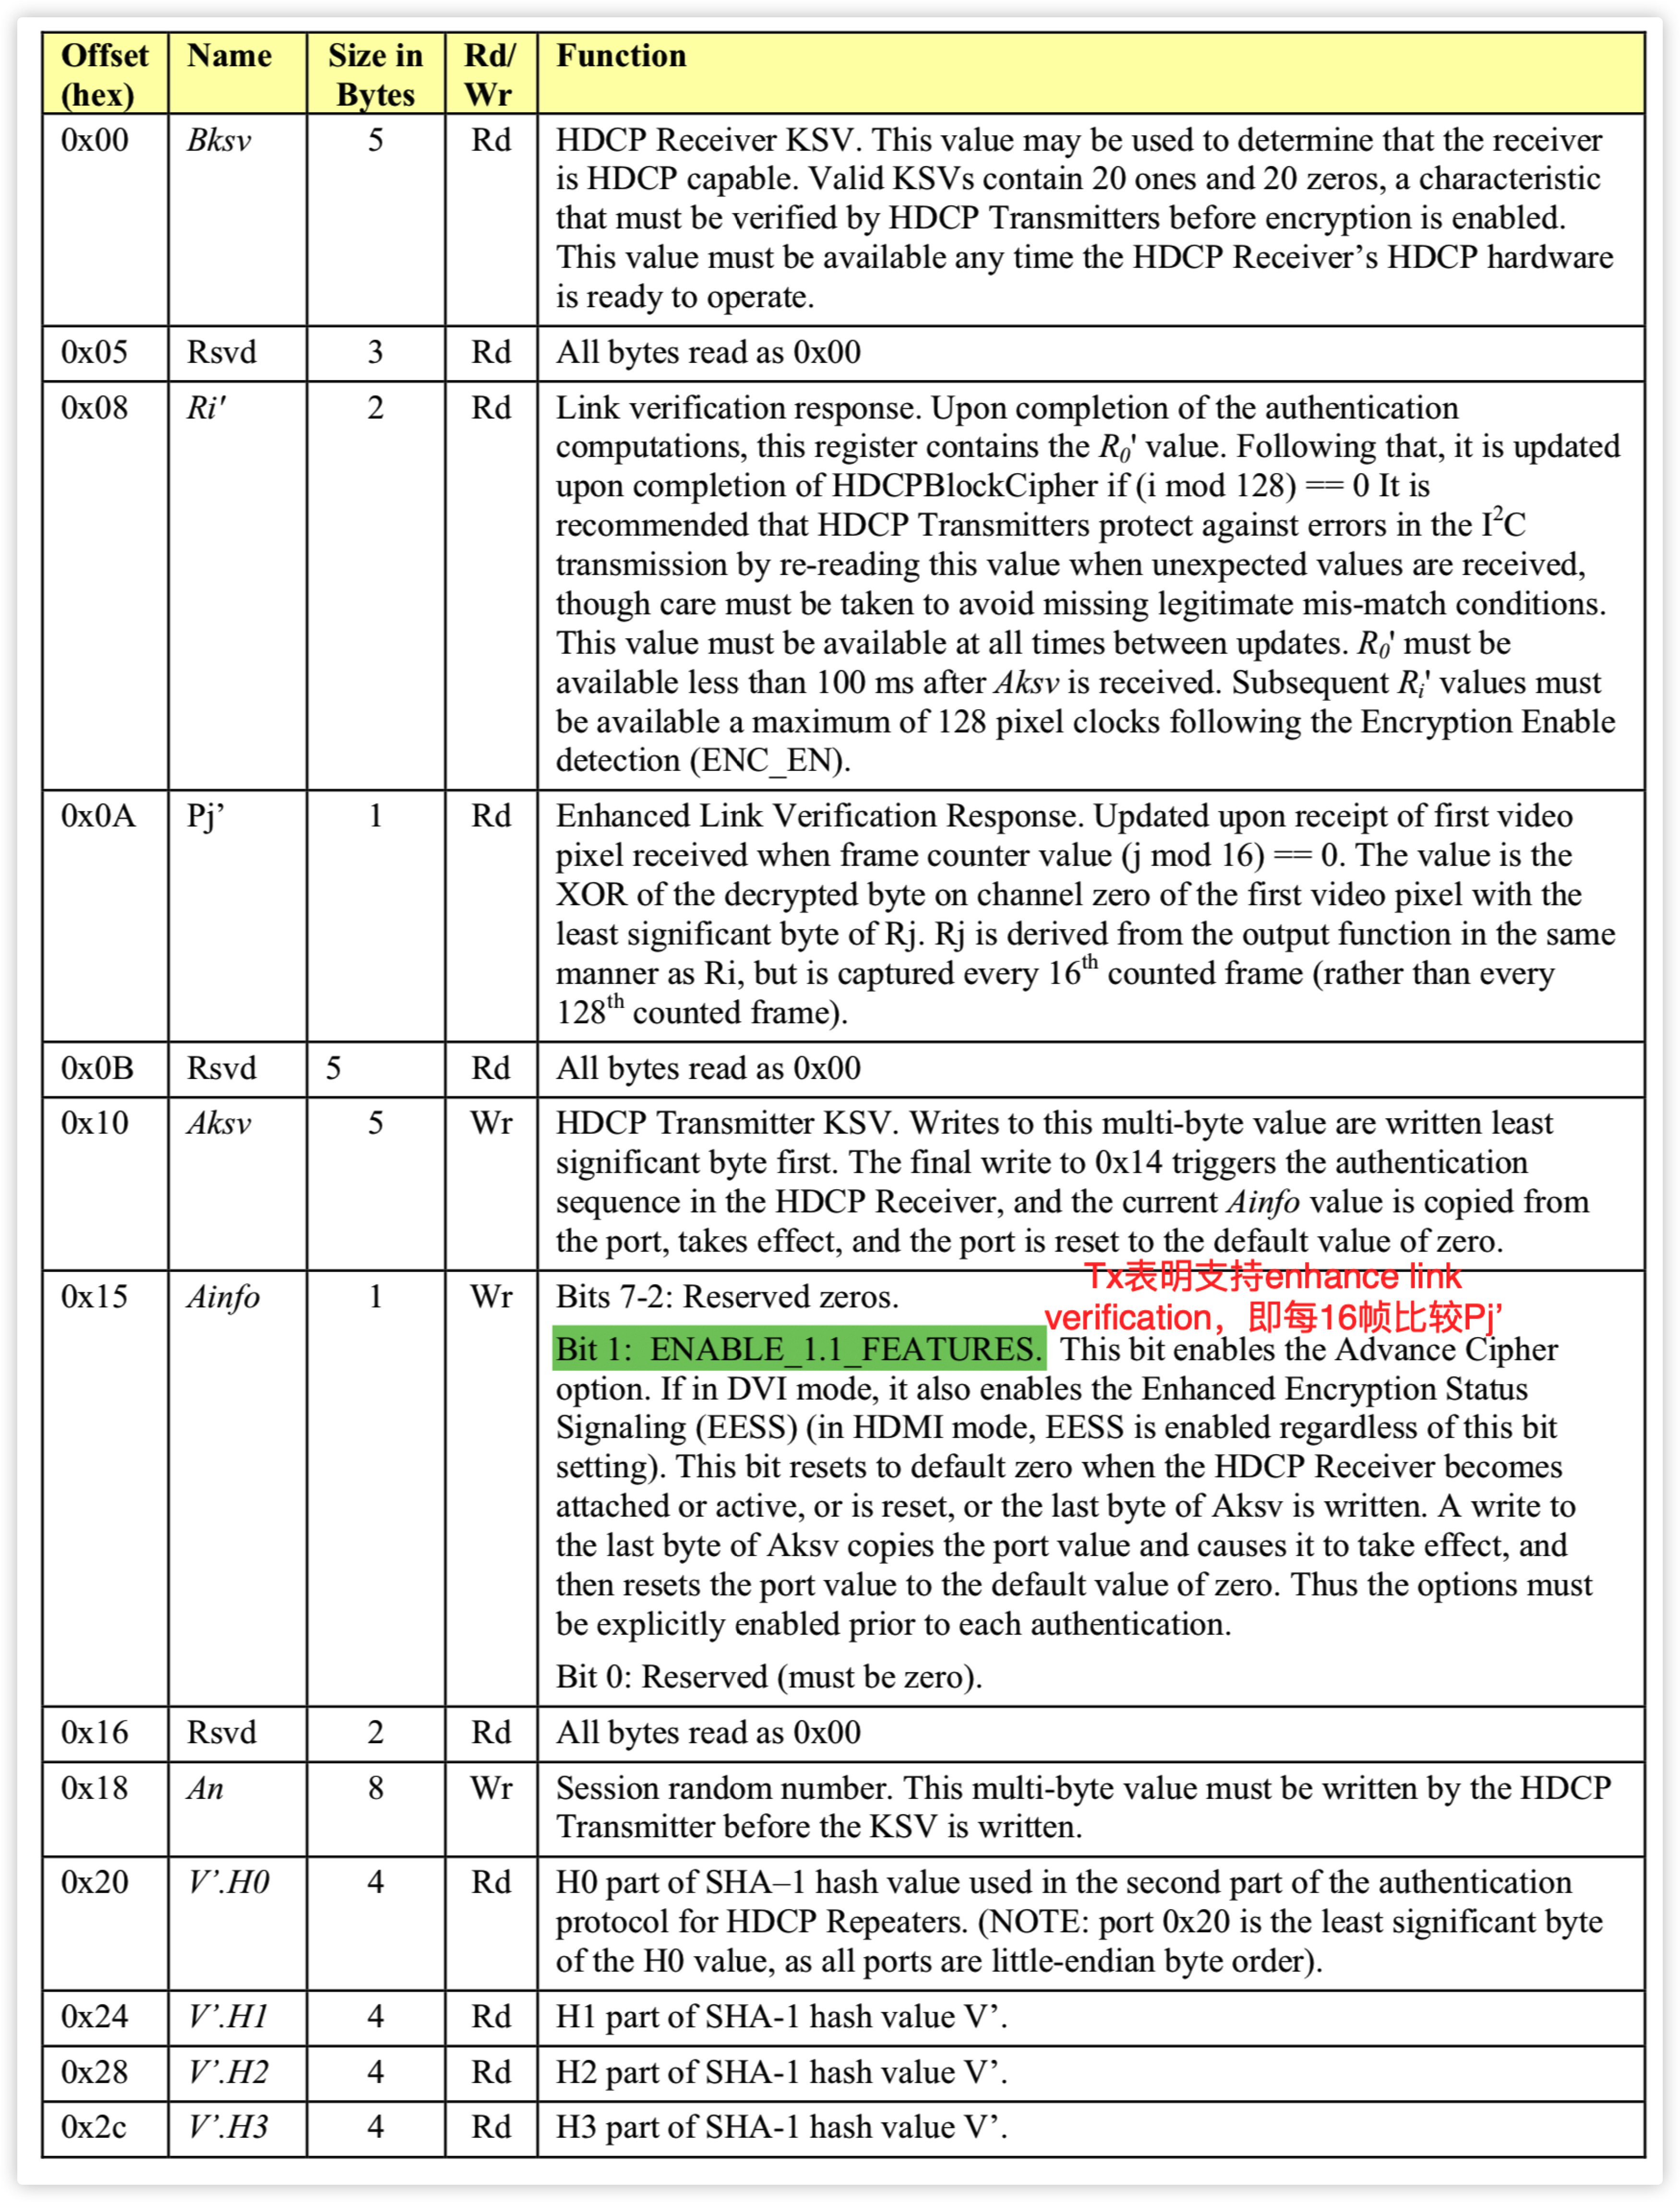 Offset (hex) Name Size in Bytes Rd/ Wr Function
0x00 Bksv 5 Rd HDCP Receiver KSV. This value may be used to determine that the receiver
is HDCP capable. Valid KSVs contain 20 ones and 20 zeros, a characteristic
that must be verified by HDCP Transmitters before encryption is enabled.
This value must be available any time the HDCP Receiver’s HDCP hardware
is ready to operate.
0x05 Rsvd 3 Rd All bytes read as 0x00
0x08 Ri' 2 Rd Link verification response. Upon completion of the authentication
computations, this register contains the R0' value. Following that, it is updated
upon completion of HDCPBlockCipher if (i mod 128) == 0 It is
recommended that HDCP Transmitters protect against errors in the I2C
transmission by re-reading this value when unexpected values are received,
though care must be taken to avoid missing legitimate mis-match conditions.
This value must be available at all times between updates. R0' must be
available less than 100 ms after Aksv is received. Subsequent Ri' values must
be available a maximum of 128 pixel clocks following the Encryption Enable
detection (ENC_EN).
0x0A Pj’ 1 Rd Enhanced Link Verification Response. Updated upon receipt of first video
pixel received when frame counter value (j mod 16) == 0. The value is the
XOR of the decrypted byte on channel zero of the first video pixel with the
least significant byte of Rj. Rj is derived from the output function in the same
manner as Ri, but is captured every 16th counted frame (rather than every
128th counted frame).
0x0B Rsvd 5 Rd All bytes read as 0x00
0x10 Aksv 5 Wr HDCP Transmitter KSV. Writes to this multi-byte value are written least
significant byte first. The final write to 0x14 triggers the authentication
sequence in the HDCP Receiver, and the current Ainfo value is copied from
the port, takes effect, and the port is reset to the default value of zero.
Tx表明支持enhance link
0x15 Ainfo 1 Wr Bits 7-2: Reserved zeros.
verification，即每16帧比较Pj’
Bit 1: ENABLE_1.1_FEATURES. This bit enables the Advance Cipher
option. If in DVI mode, it also enables the Enhanced Encryption Status
Signaling (EESS) (in HDMI mode, EESS is enabled regardless of this bit
setting). This bit resets to default zero when the HDCP Receiver becomes
attached or active, or is reset, or the last byte of Aksv is written. A write to
the last byte of Aksv copies the port value and causes it to take effect, and
then resets the port value to the default value of zero. Thus the options must
be explicitly enabled prior to each authentication.
Bit 0: Reserved (must be zero).
0x16 Rsvd 2 Rd All bytes read as 0x00
0x18 An 8 Wr Session random number. This multi-byte value must be written by the HDCP
Transmitter before the KSV is written.
0x20 V’.H0 4 Rd H0 part of SHA–1 hash value used in the second part of the authentication
protocol for HDCP Repeaters. (NOTE: port 0x20 is the least significant byte
of the H0 value, as all ports are little-endian byte order).
0x24 V’.H1 4 Rd H1 part of SHA-1 hash value V’.
0x28 V’.H2 4 Rd H2 part of SHA-1 hash value V’.
0x2c V’.H3 4 Rd H3 part of SHA-1 hash value V’.